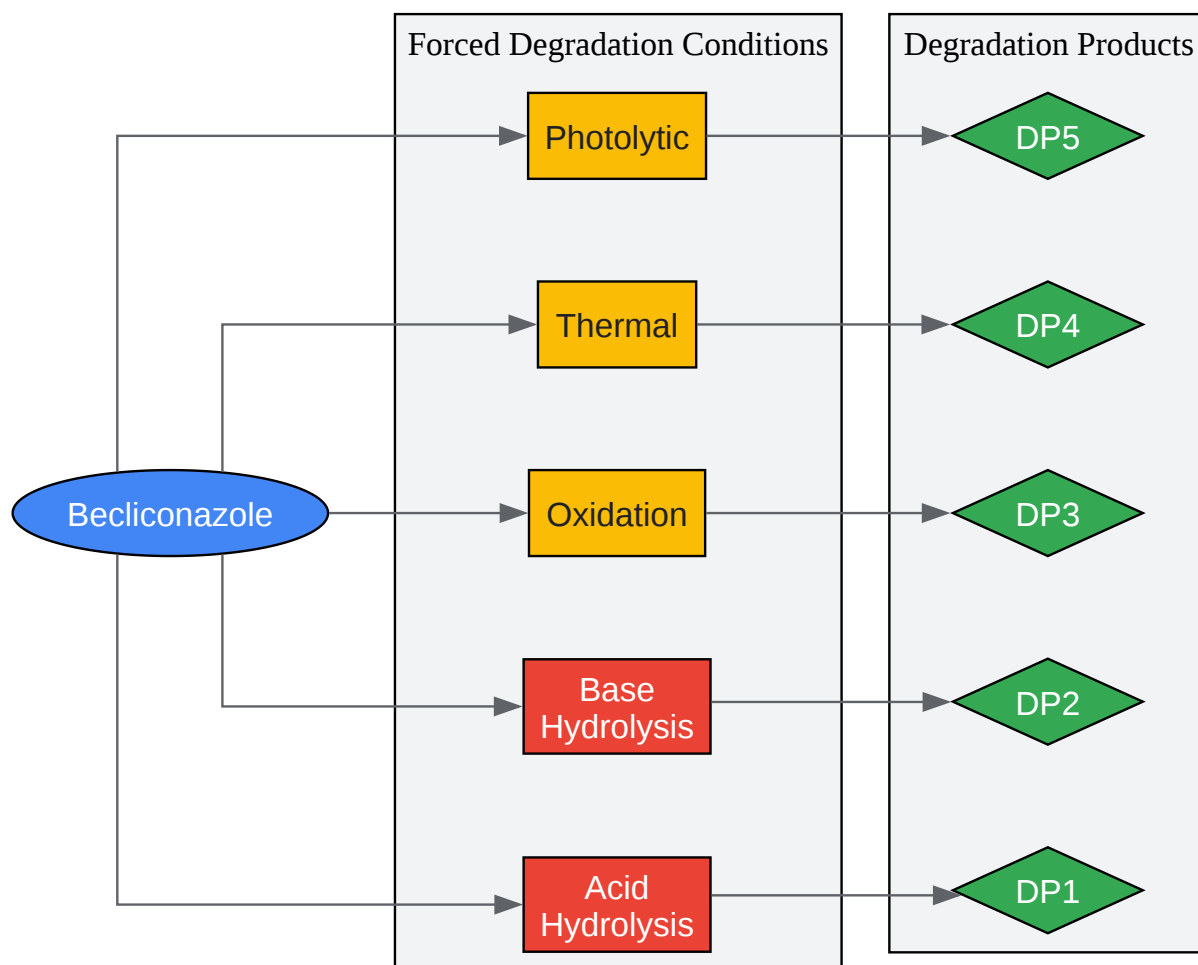 Forced Degradation Conditions
Degradation Products
Photolytic
DP5
Thermal
DP4
Becliconazole
Oxidation
DP3
Base
Hydrolysis
DP2
Acid
Hydrolysis
DP1